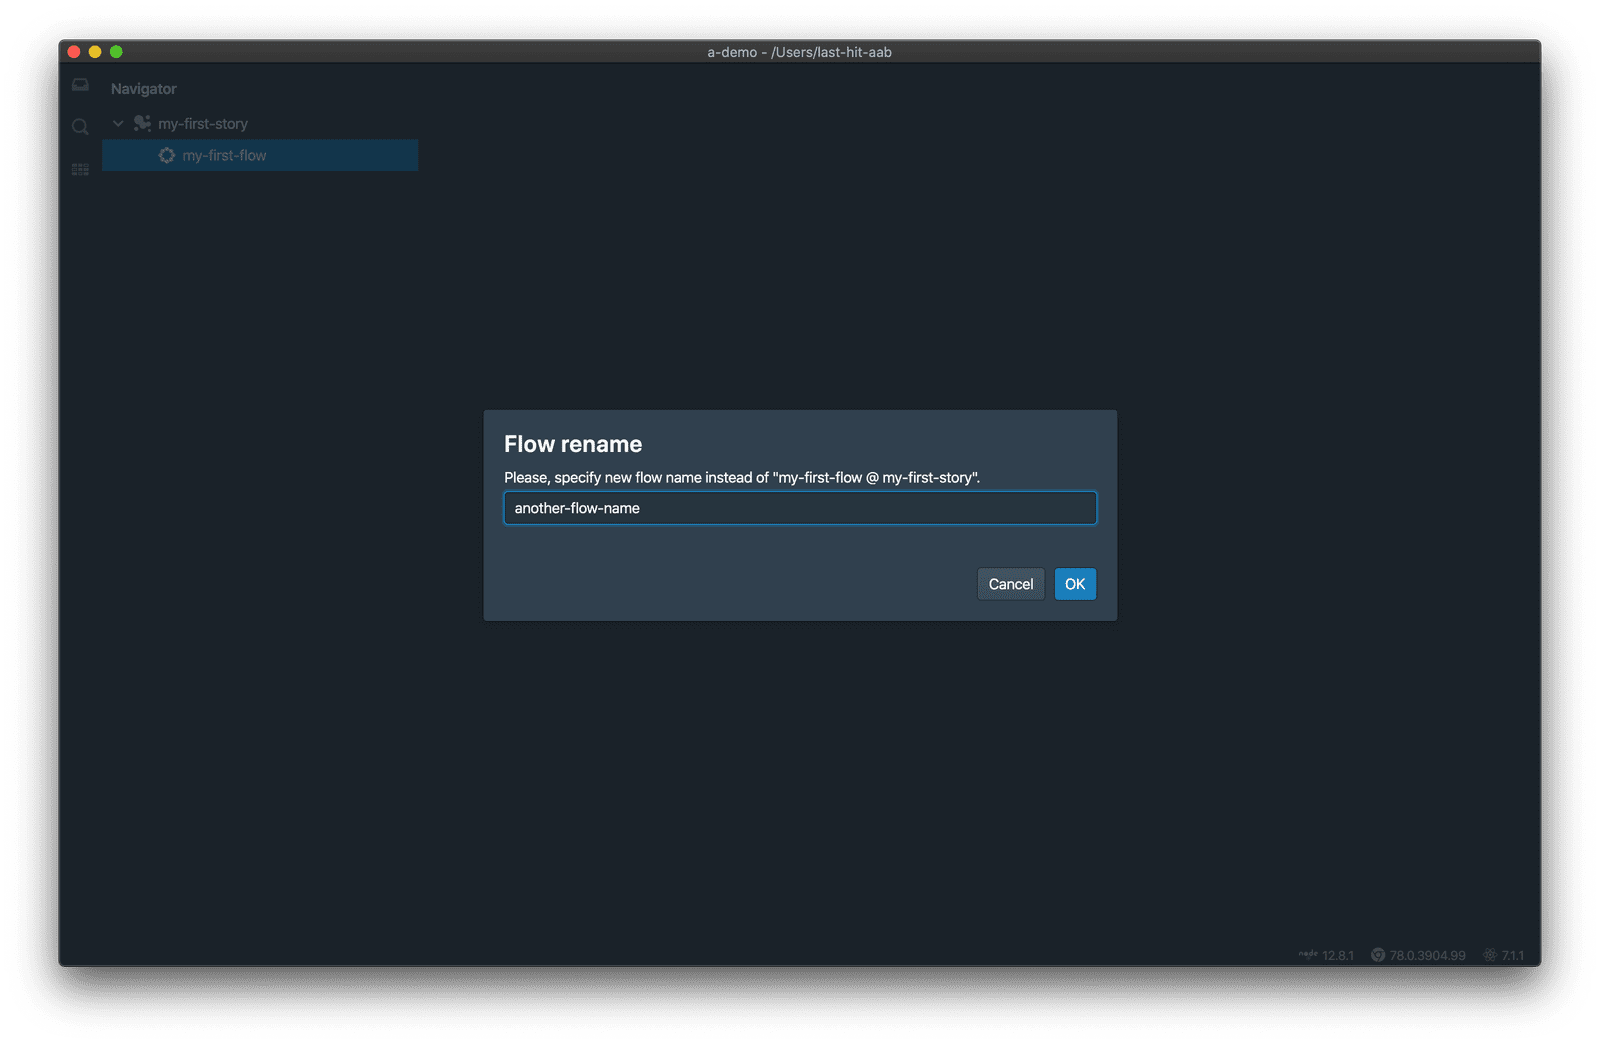 a-demo - /Users/last-hit-aab
Navigator
my-first-story
my-first-flow
Flow rename
Please, specify new flow name instead of "my-first-flow @ my-first-story".
another-flow-name
Cancel OK
node 12.8.1 78.0.3904.99 7.1.1